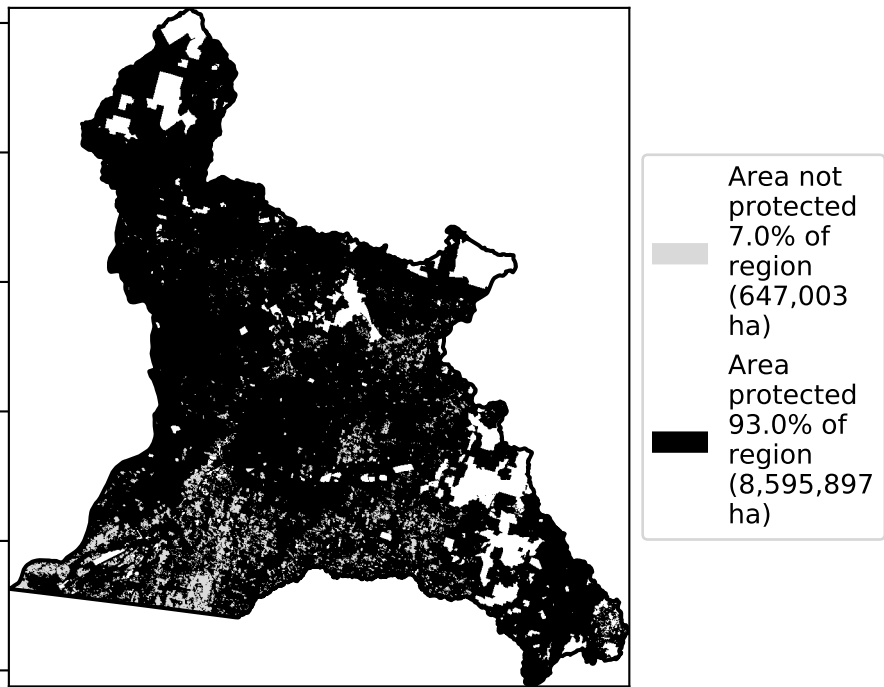 Area not
protected
7.0% of
region
(647,003
ha)
Area
protected
93.0% of
region
(8,595,897
ha)